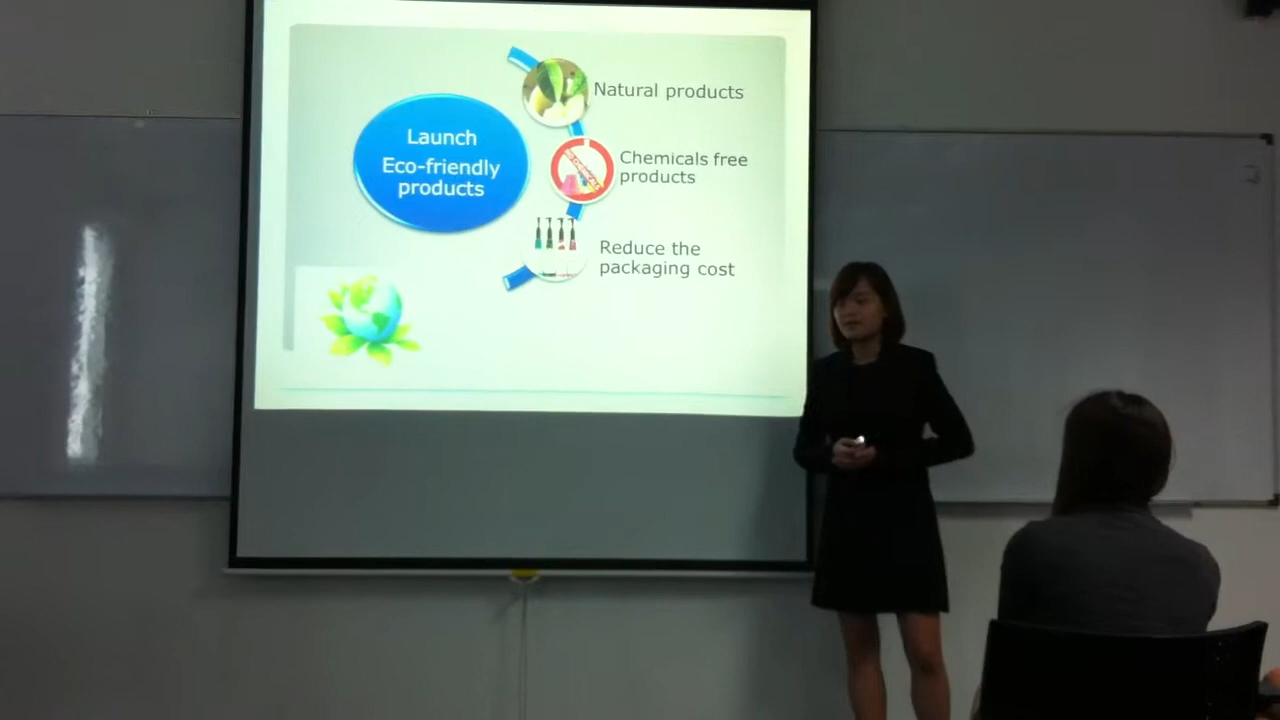 Launch
Eco-friendly
products
Natural products
Chemicals free
products
Reduce the
packaging cost